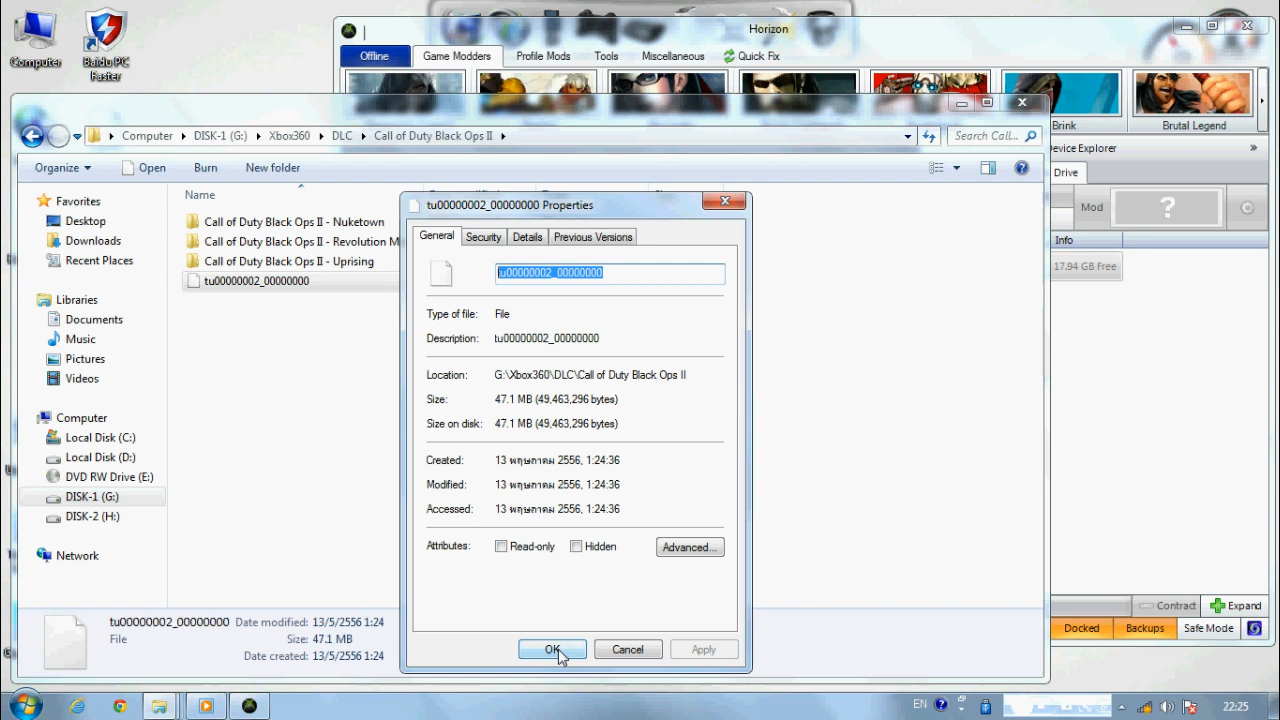 Computer
Baidu PC
Faster
Horizon
Offline
Game Modders
Profile Mods
Tools
Miscellaneous
Quick Fix
Brink
Brutal Legend
Computer
DISK-1 (G:)
Xbox360
DLC
Call of Duty Black Ops II
Search Call...
evice Explorer
»
Organize
Open
Burn
New folder
Drive
Mod
?
Info
17.94 GB Free
Favorites
Desktop
Downloads
Recent Places
Libraries
Documents
Music
Pictures
Videos
Computer
Local Disk (C:)
Local Disk (D:)
DVD RW Drive (E:)
DISK-1 (G:)
DISK-2 (H:)
Network
Name
Call of Duty Black Ops II - Nuketown
Call of Duty Black Ops II - Revolution M
Call of Duty Black Ops II - Uprising
tu00000002_00000000
tu00000002_00000000 Properties
General
Security
Details
Previous Versions
tu00000002_00000000
Type of file: File
Description: tu00000002_00000000
Location: G:\Xbox360\DLC\Call of Duty Black Ops II
Size: 47.1 MB (49,463,296 bytes)
Size on disk: 47.1 MB (49,463,296 bytes)
Created: 13 พฤษภาคม 2556, 1:24:36
Modified: 13 พฤษภาคม 2556, 1:24:36
Accessed: 13 พฤษภาคม 2556, 1:24:36
Attributes: Read-only Hidden Advanced...
OK
Cancel
Apply
tu00000002_00000000 Date modified: 13/5/2556 1:24
File Size: 47.1 MB
Date created: 13/5/2556 1:24
Contract
Expand
Docked
Backups
Safe Mode
EN
22:25